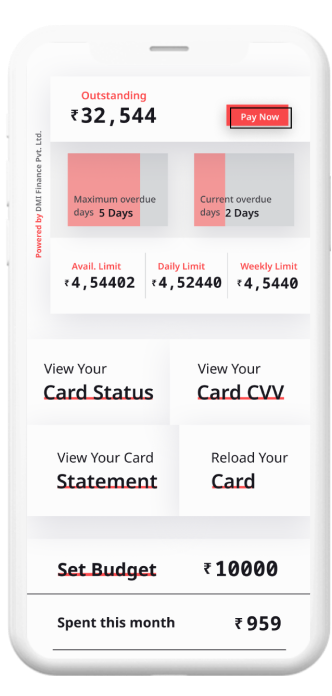 Outstanding
₹32,544
Pay Now
Powered by DMI Finance Pvt. Ltd.
Maximum overdue
days 5 Days
Current overdue
days 2 Days
Avail. Limit
₹4,54402
Daily Limit
₹4,52440
Weekly Limit
₹4,5440
View Your
Card Status
View Your
Card CVV
View Your Card
Statement
Reload Your
Card
Set Budget ₹10000
Spent this month ₹959